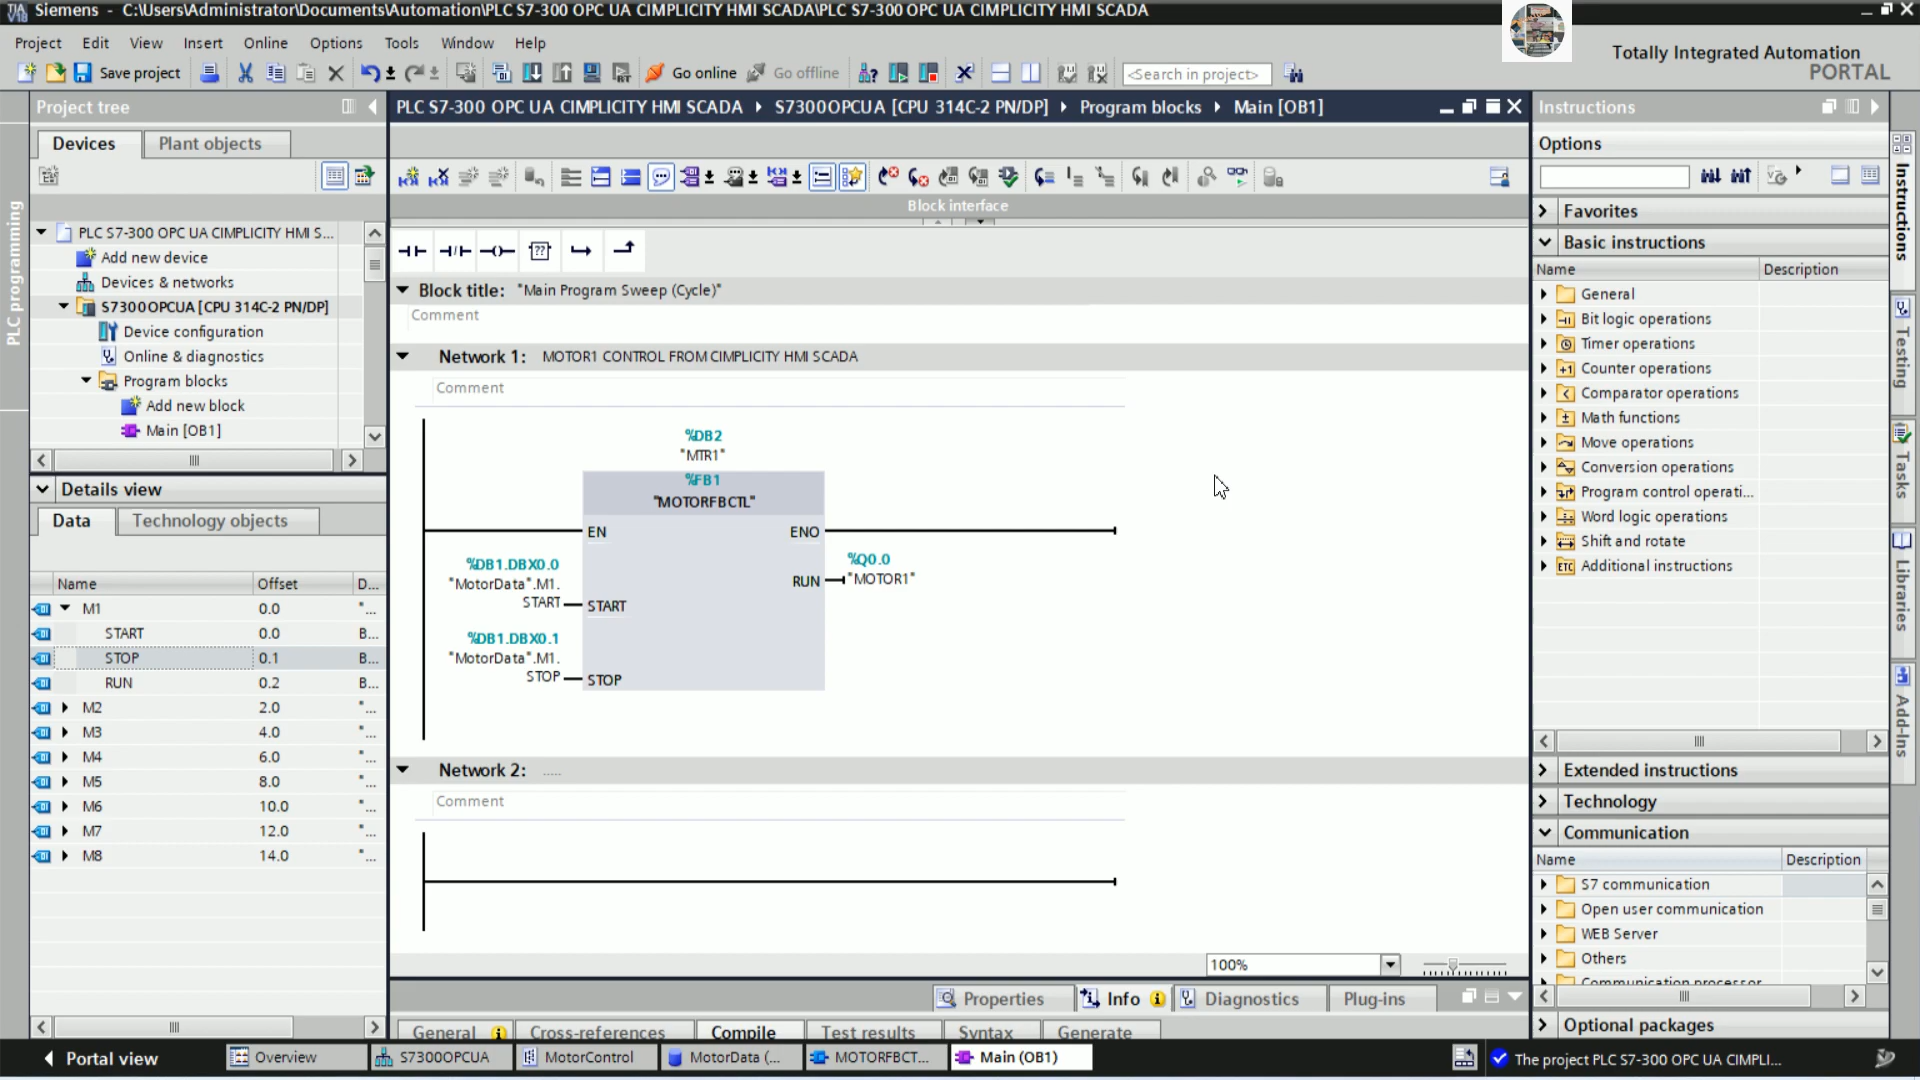 Siemens - C:\Users\Administrator\Documents\Automation\PLC S7-300 OPC UA CIMPLICITY HMI SCADA\PLC S7-300 OPC UA CIMPLICITY HMI SCADA
Project Edit View Insert Online Options Tools Window Help
Totally Integrated Automation
PORTAL
Save project
Go online
Go offline
<Search in project>
Project tree
PLC S7-300 OPC UA CIMPLICITY HMI SCADA S7300OPCUA [CPU 314C-2 PN/DP] Program blocks Main [OB1]
Instructions
Devices
Plant objects
Options
Block interface
PLC programming
PLC S7-300 OPC UA CIMPLICITY HMI S...
Add new device
Devices & networks
S7300OPCUA [CPU 314C-2 PN/DP]
Device configuration
Online & diagnostics
Program blocks
Add new block
Main [OB1]
Details view
Data
Technology objects
Name Offset D...
M1 0.0 "...
START 0.0 B...
STOP 0.1 B...
RUN 0.2 B...
M2 2.0 "...
M3 4.0 "...
M4 6.0 "...
M5 8.0 "...
M6 10.0 "...
M7 12.0 "...
M8 14.0 "...
??
Block title: "Main Program Sweep (Cycle)"
Comment
Network 1: MOTOR1 CONTROL FROM CIMPLICITY HMI SCADA
Comment
%DB2
"MTR1"
%FB1
"MOTORFBCTL"
EN ENO
%DB1.DBX0.0
"MotorData".M1.
START START
%Q0.0
RUN "MOTOR1"
%DB1.DBX0.1
"MotorData".M1.
STOP STOP
Network 2: .....
Comment
100%
Properties Info Diagnostics Plug-ins
General Cross-references Compile Test results Syntax Generate
Favorites
Basic instructions
Name Description
General
Bit logic operations
Timer operations
Counter operations
Comparator operations
Math functions
Move operations
Conversion operations
Program control operati...
Word logic operations
Shift and rotate
Additional instructions
Extended instructions
Technology
Communication
Name Description
S7 communication
Open user communication
WEB Server
Others
Communication processor
Optional packages
Instructions
Testing
Tasks
Libraries
Add-Ins
Portal view
Overview
S7300OPCUA
MotorControl
MotorData (...
MOTORFBCT...
Main (OB1)
The project PLC S7-300 OPC UA CIMPLI...